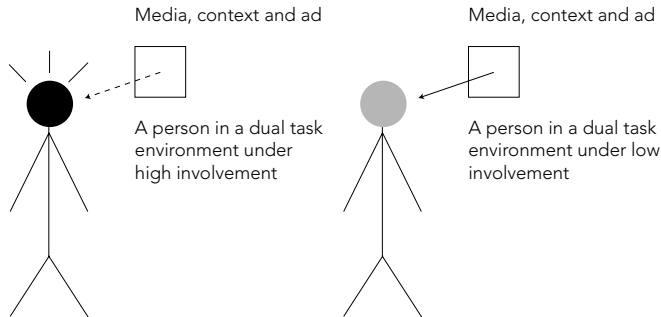 Media, context and ad
A person in a dual task
environment under
high involvement
Media, context and ad
A person in a dual task
environment under low
involvement